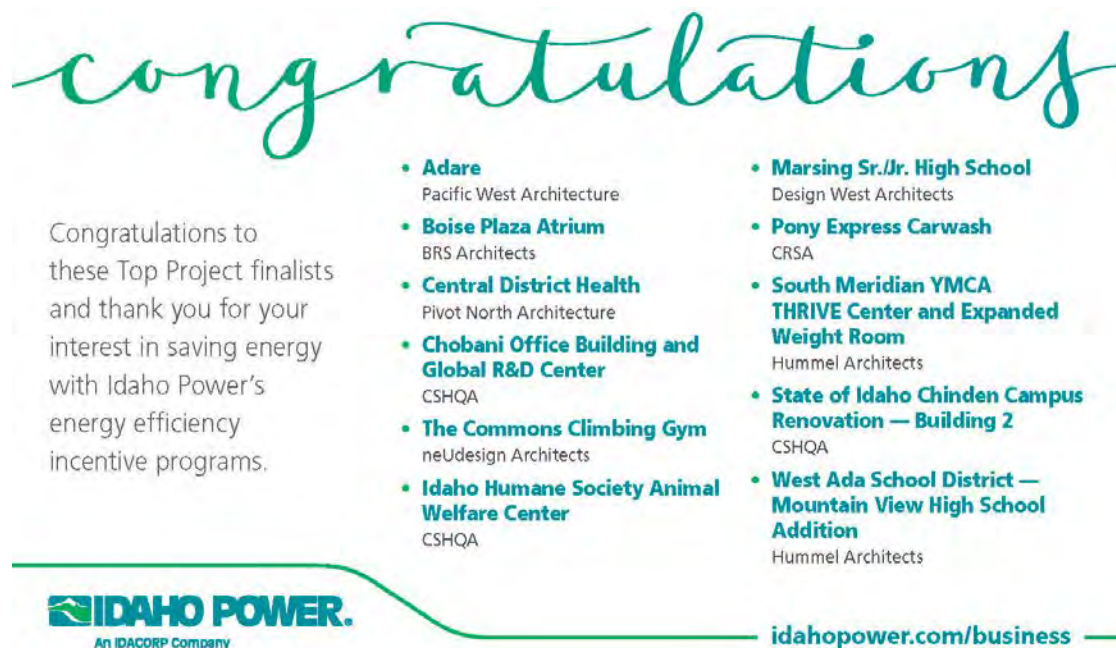 congratulations
Congratulations to
these Top Project finalists
and thank you for your
interest in saving energy
with Idaho Power's
energy efficiency
incentive programs.
• Adare
Pacific West Architecture
• Boise Plaza Atrium
BRS Architects
• Central District Health
Pivot North Architecture
• Chobani Office Building and
Global R&D Center
CSHQA
• The Commons Climbing Gym
neUdesign Architects
• Idaho Humane Society Animal
Welfare Center
CSHQA
• Marsing Sr./Jr. High School
Design West Architects
• Pony Express Carwash
CRSA
• South Meridian YMCA
THRIVE Center and Expanded
Weight Room
Hummel Architects
• State of Idaho Chinden Campus
Renovation — Building 2
CSHQA
• West Ada School District —
Mountain View High School
Addition
Hummel Architects
IDAHO POWER®
An IDACORP Company
idahopower.com/business